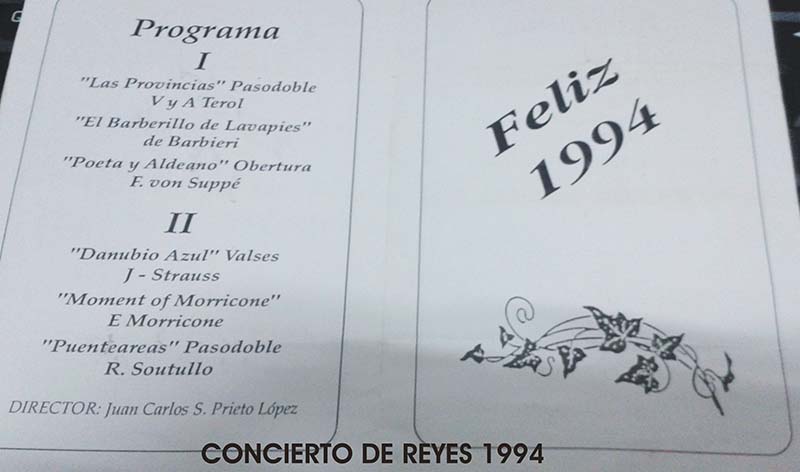 Programa
I
"Las Provincias" Pasodoble
V y A Terol
"El Barberillo de Lavapies"
de Barbieri
"Poeta y Aldeano" Obertura
F. von Suppé
II
"Danubio Azul" Valses
J - Strauss
"Moment of Morricone"
E Morricone
"Puenteareas" Pasodoble
R. Soutullo
DIRECTOR: Juan Carlos S. Prieto López
Feliz
1994
CONCIERTO DE REYES 1994